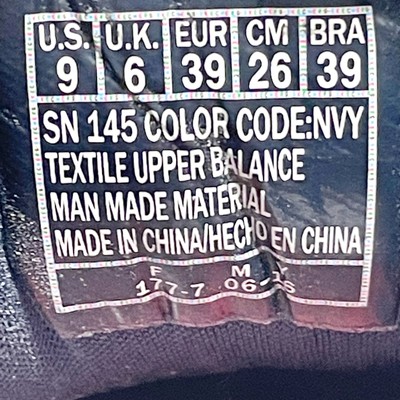 U.S. U.K. EUR CM BRA
9 6 39 26 39
SN 145 COLOR CODE:NVY
TEXTILE UPPER BALANCE
MAN MADE MATERIAL
MADE IN CHINA/HECHO EN CHINA
F M Y
177-7 06-